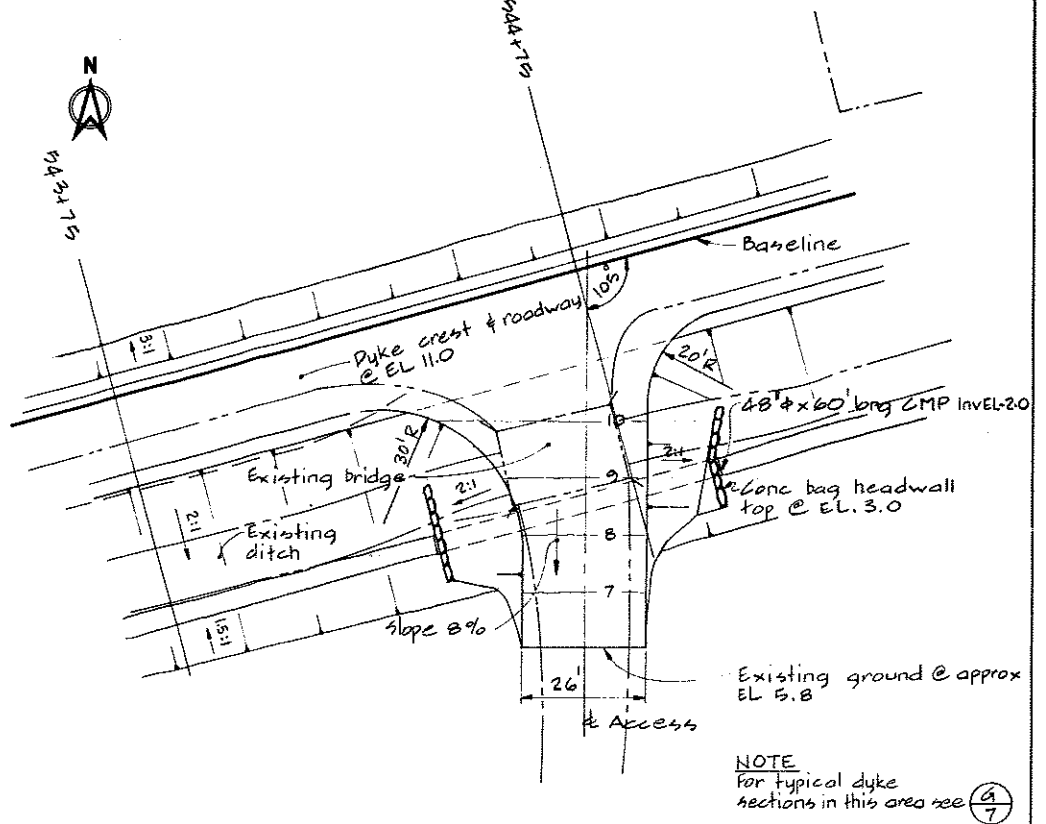 N
544+75
543+75
Baseline
105°
3:1
Dyke crest & roadway
@ EL 11.0
20'R
48"Φ x 60' long CMP Inv EL-2.0
10
30'R
Existing bridge
2:1
9
2:1
Conc bag headwall
top @ EL. 3.0
2:1
Existing
ditch
8
7
1.5:1
Slope 8%
Existing ground @ approx
EL 5.8
26'
℄ Access
NOTE
For typical dyke
sections in this area see
G
7